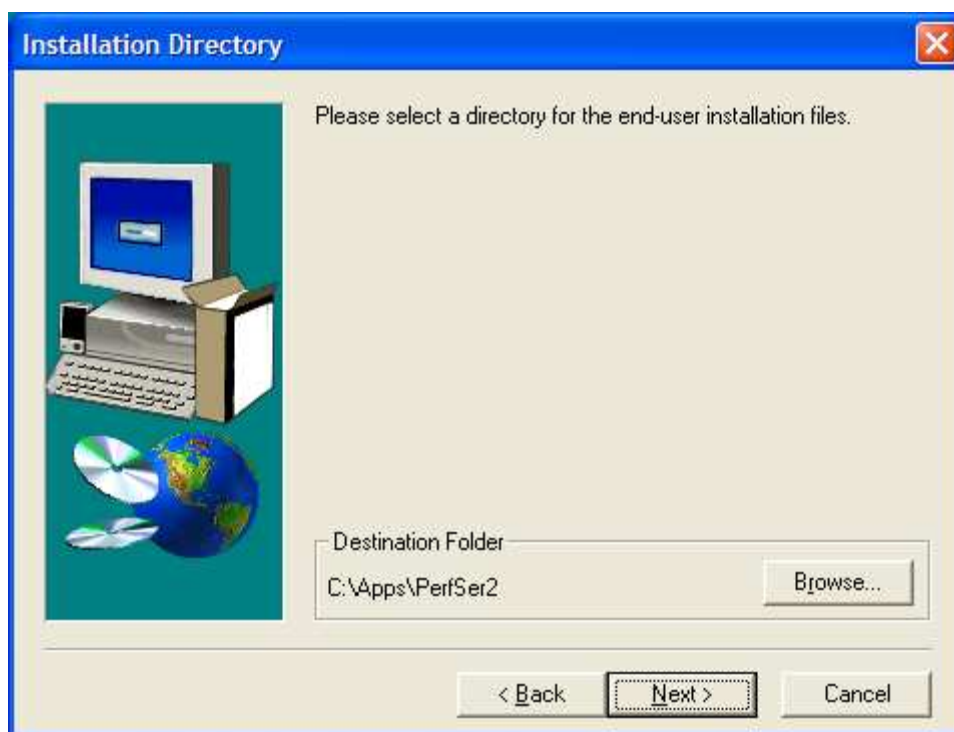 Installation Directory
Please select a directory for the end-user installation files.
Destination Folder
C:\Apps\PerfSer2
Browse...
< Back
Next >
Cancel